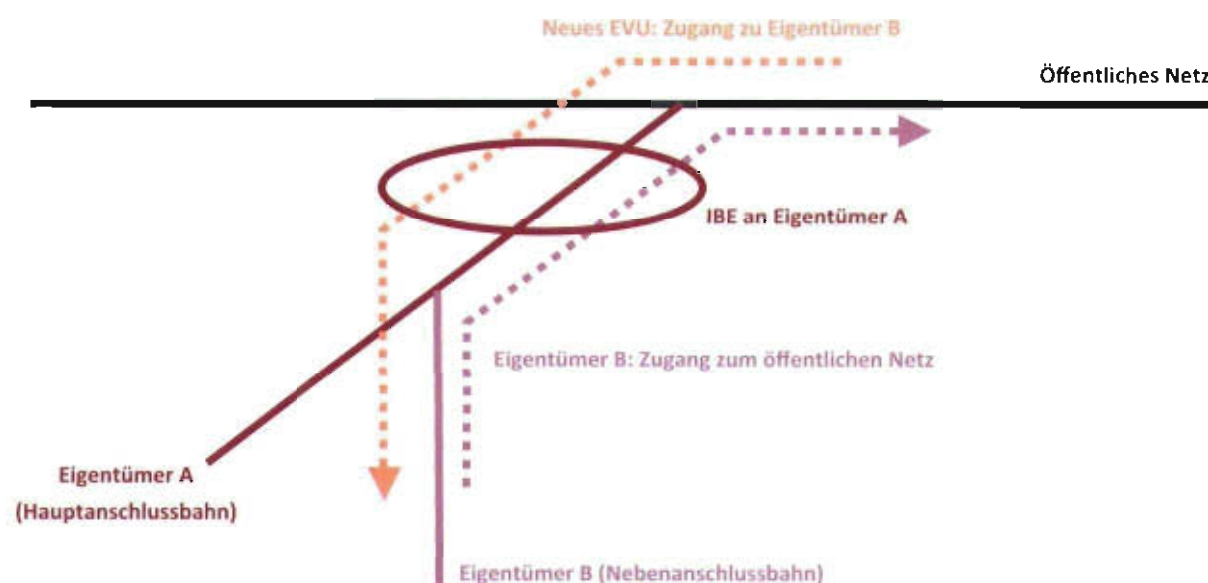 Neues EVU: Zugang zu Eigentümer B
Öffentliches Netz
IBE an Eigentümer A
Eigentümer B: Zugang zum öffentlichen Netz
Eigentümer A
(Hauptanschlussbahn)
Eigentümer B (Nebenanschlussbahn)